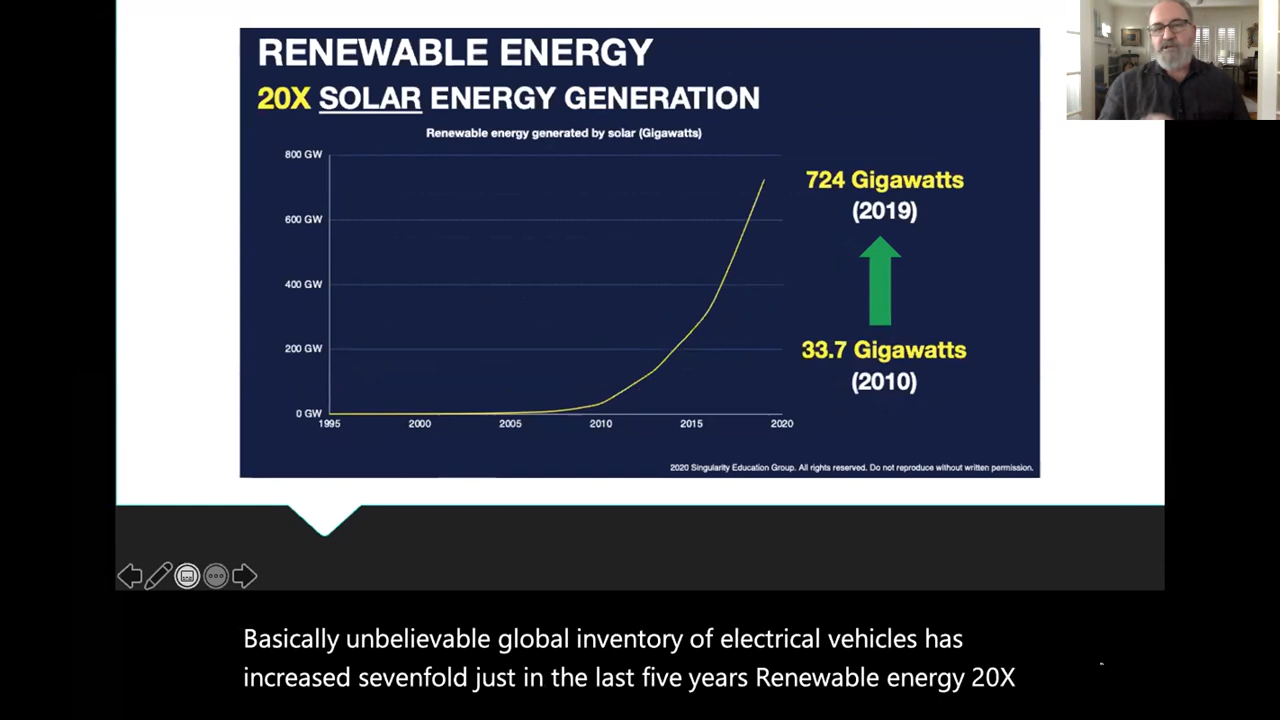 RENEWABLE ENERGY
20X SOLAR ENERGY GENERATION
Renewable energy generated by solar (Gigawatts)
800 GW
600 GW
400 GW
200 GW
0 GW
1995
2000
2005
2010
2015
2020
724 Gigawatts
(2019)
33.7 Gigawatts
(2010)
2020 Singularity Education Group. All rights reserved. Do not reproduce without written permission.
Basically unbelievable global inventory of electrical vehicles has
increased sevenfold just in the last five years Renewable energy 20X